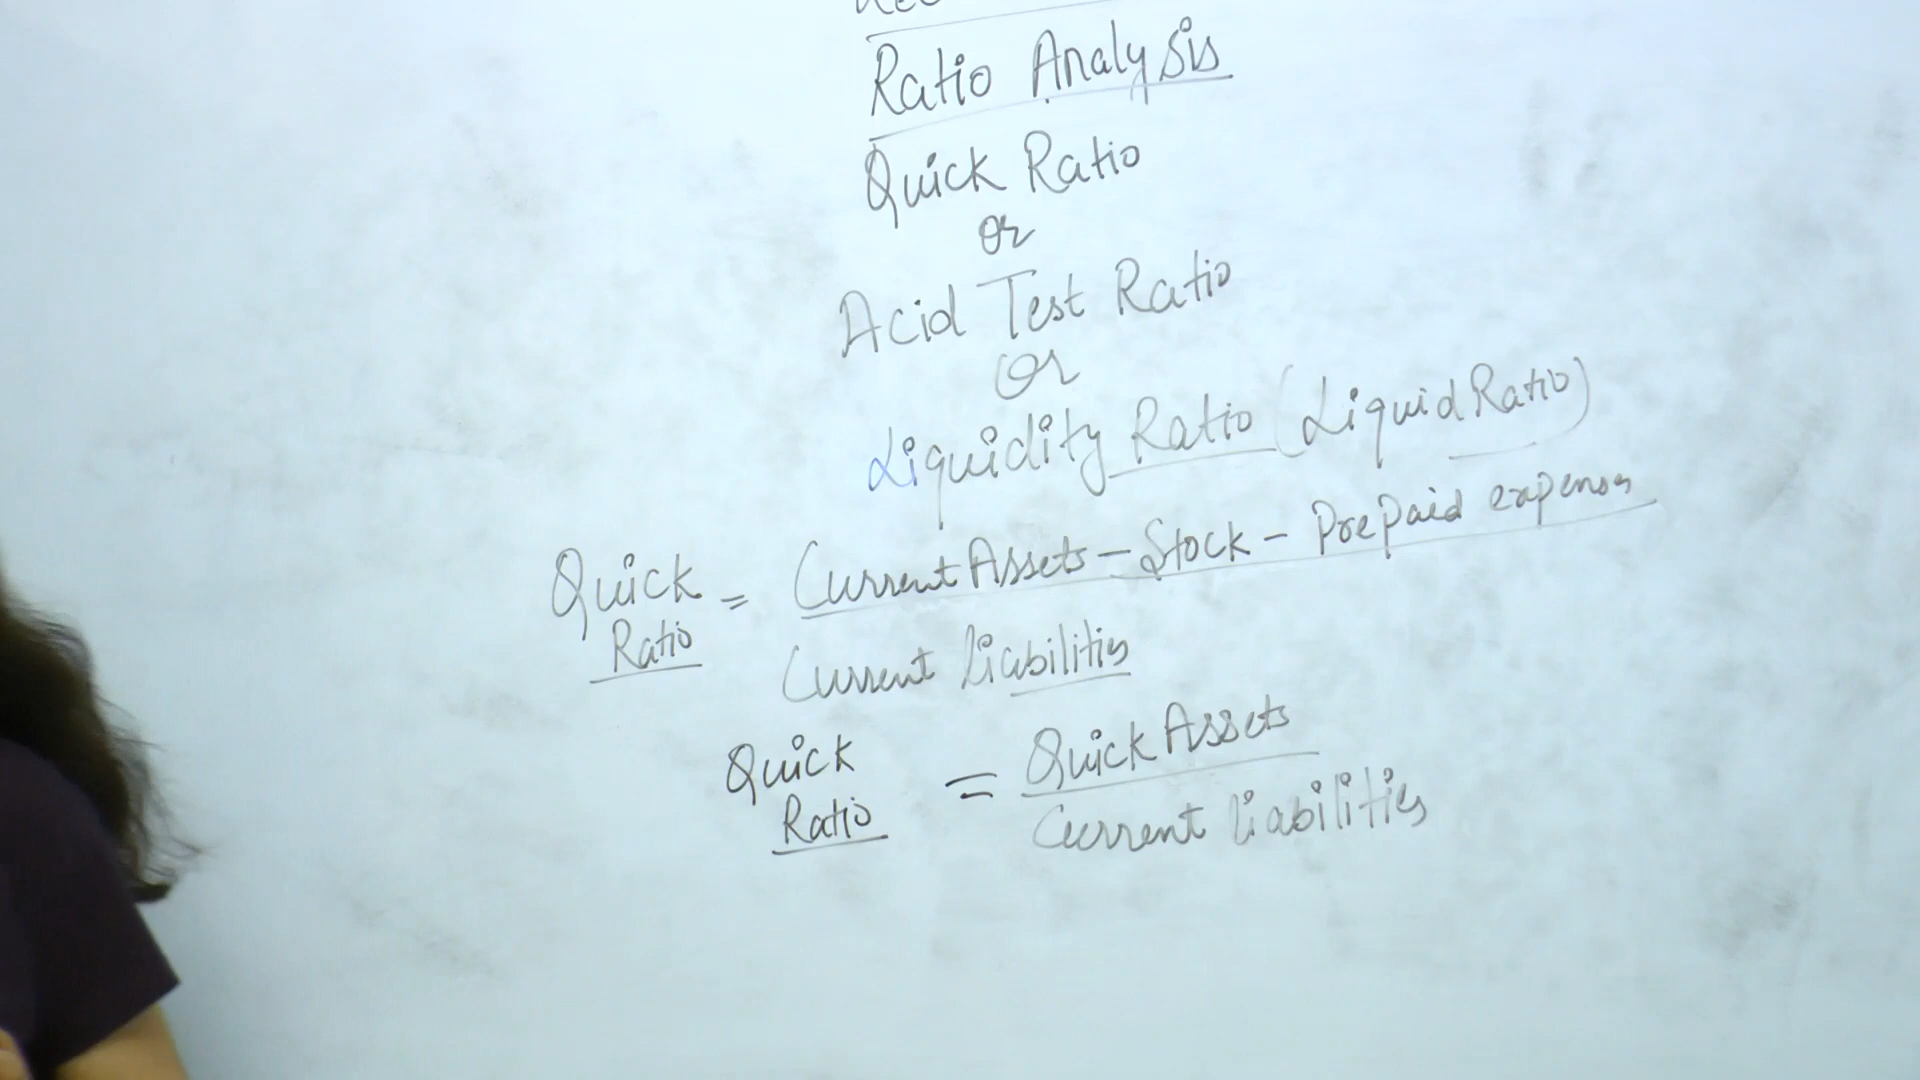 Ratio Analysis
Quick Ratio
or
Acid Test Ratio
Or
Liquidity Ratio (Liquid Ratio)
Quick Ratio = Current Assets - Stock - PrePaid expenses
Current liabilities
Quick Ratio = Quick Assets
Current liabilities